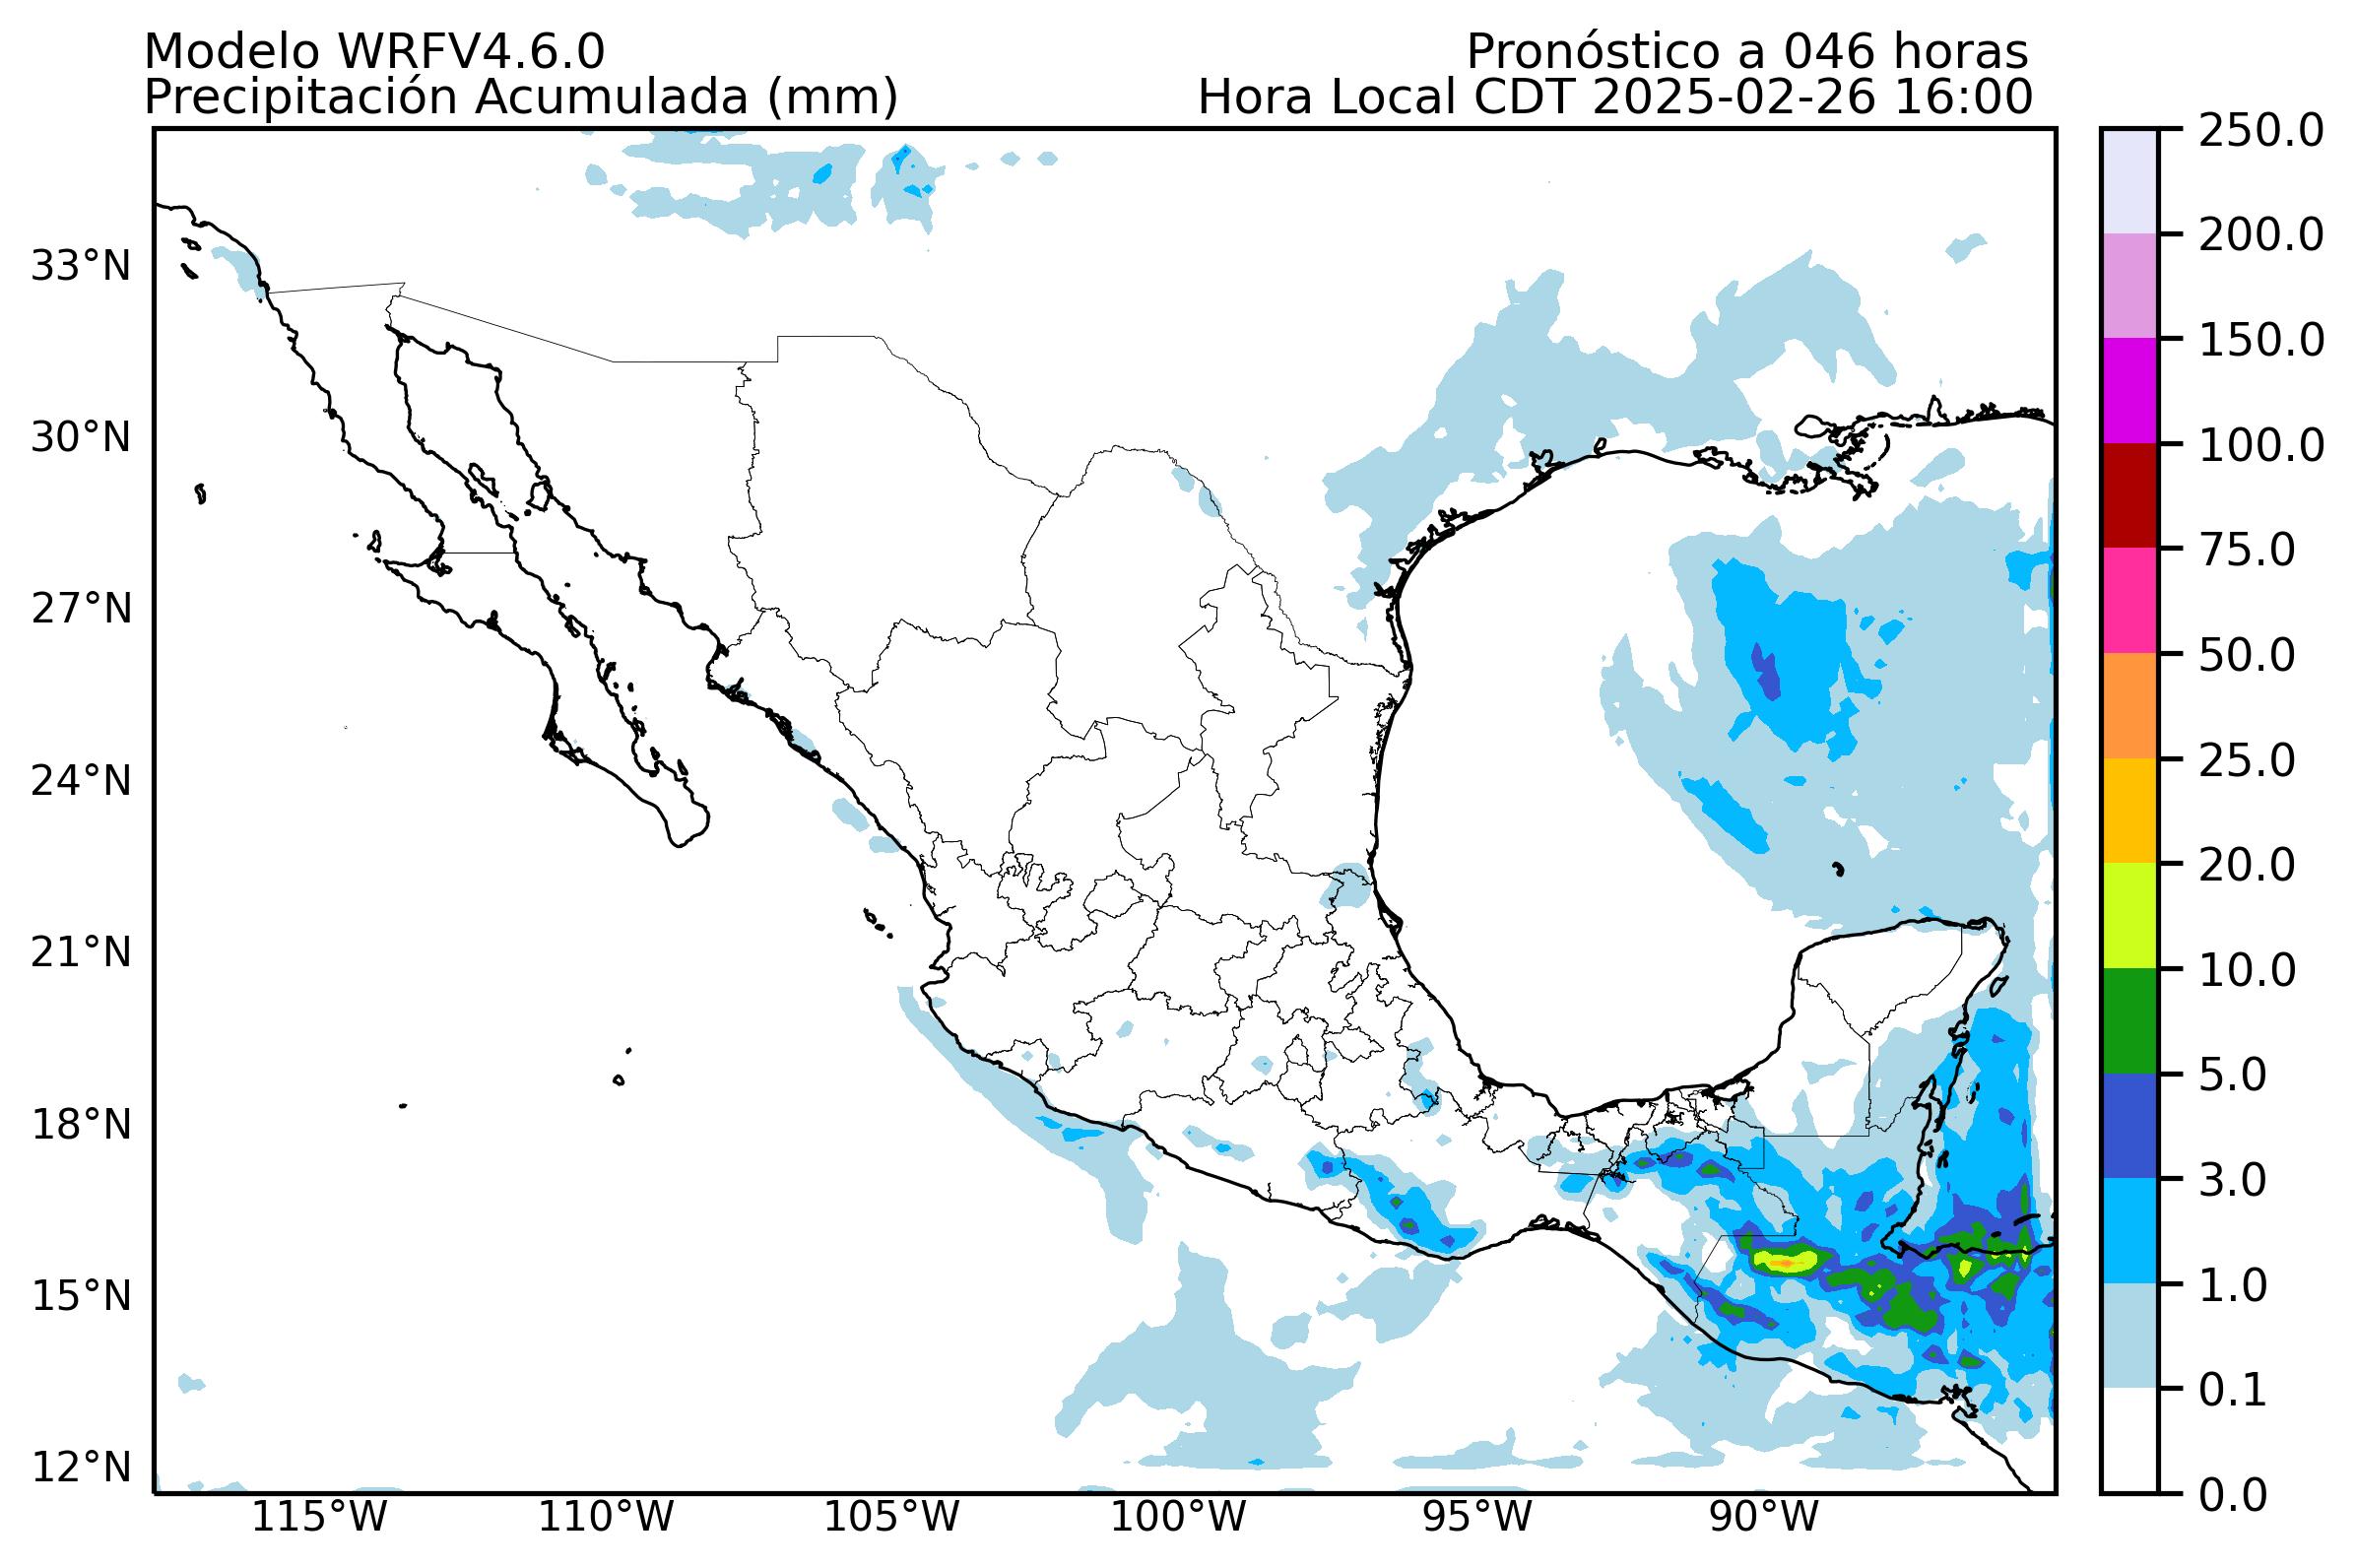 Modelo WRFV4.6.0
Pronóstico a 046 horas
Precipitación Acumulada (mm)
Hora Local CDT 2025-02-26 16:00
33°N
30°N
27°N
24°N
21°N
18°N
15°N
12°N
115°W
110°W
105°W
100°W
95°W
90°W
250.0
200.0
150.0
100.0
75.0
50.0
25.0
20.0
10.0
5.0
3.0
1.0
0.1
0.0